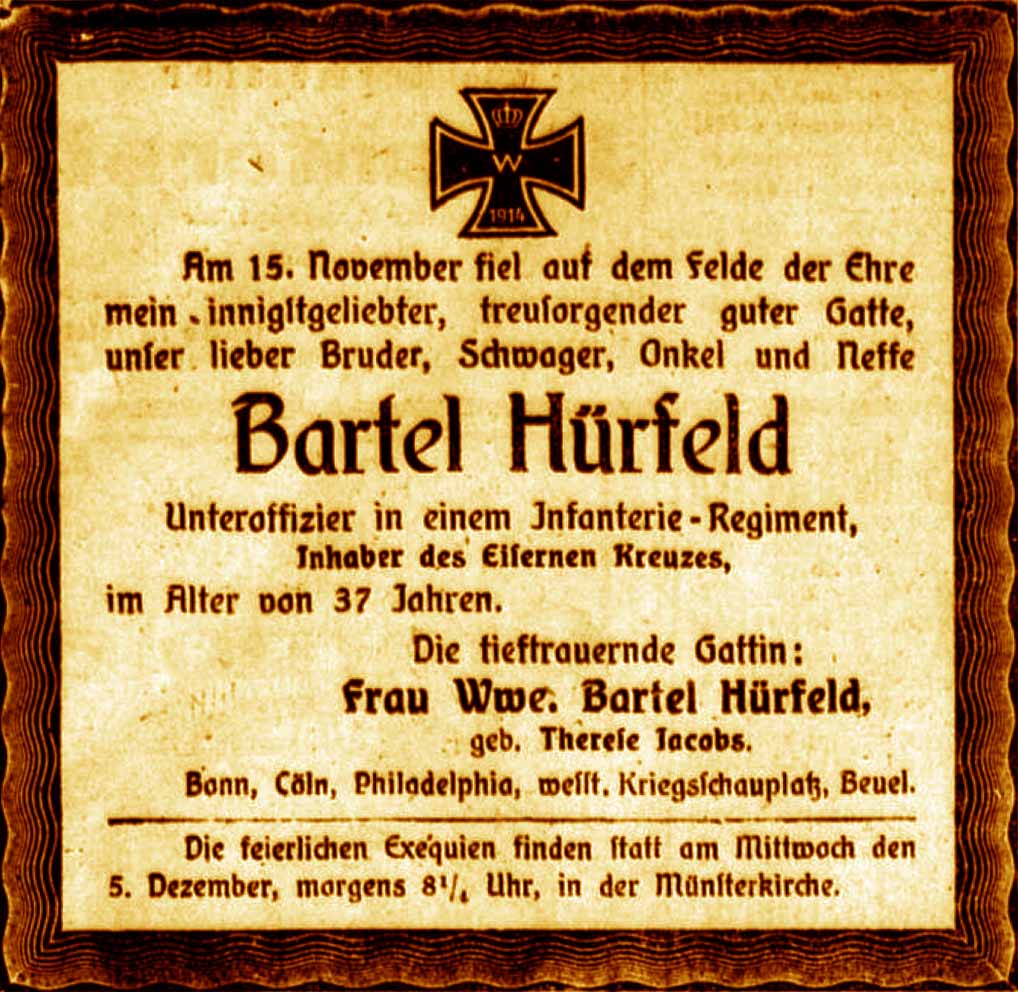 W
1914
Am 15. November fiel auf dem Felde der Ehre
mein innigſtgeliebter, treuſorgender guter Gatte,
unſer lieber Bruder, Schwager, Onkel und Neffe
Bartel Hürfeld
Unteroffizier in einem Infanterie-Regiment,
Inhaber des Eiſernen Kreuzes,
im Alter von 37 Jahren.
Die tieftrauernde Gattin:
Frau Wwe. Bartel Hürfeld,
geb. Thereſe Jacobs.
Bonn, Cöln, Philadelphia, weſtl. Kriegsſchauplatz, Beuel.
Die feierlichen Exequien finden ſtatt am Mittwoch den
5. Dezember, morgens 8¼ Uhr, in der Münſterkirche.